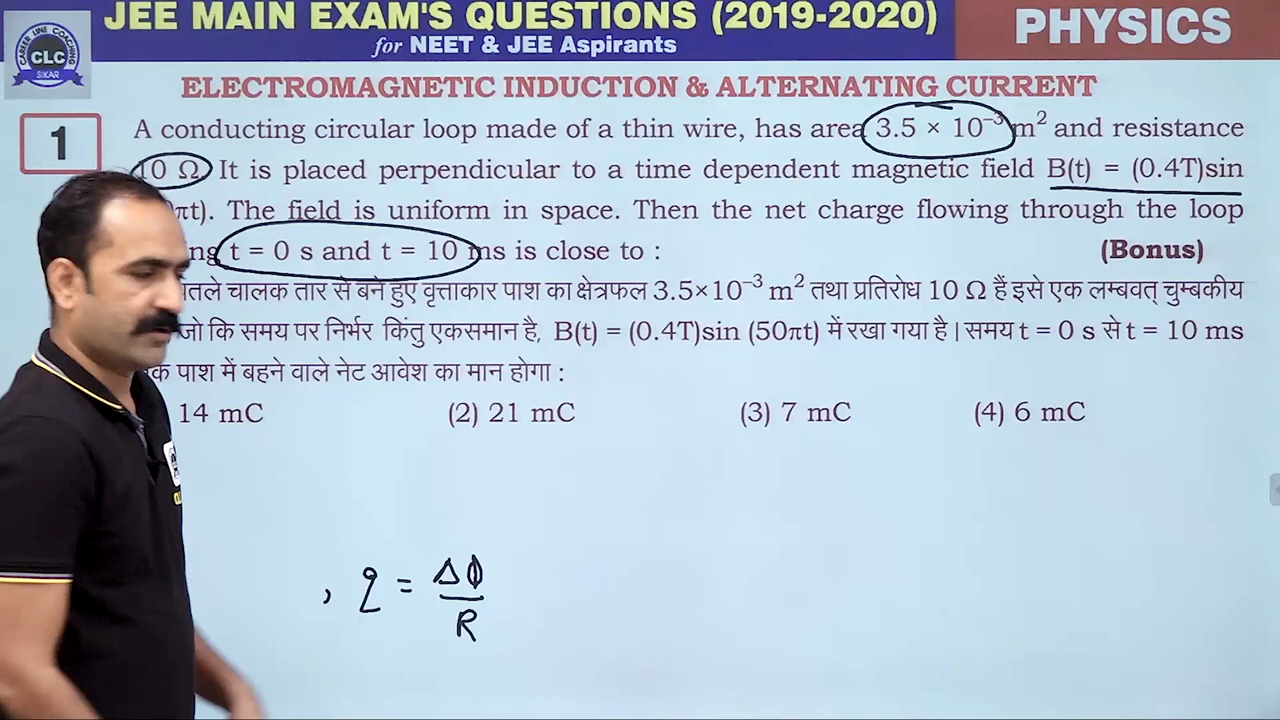 JEE MAIN EXAM'S QUESTIONS (2019-2020)
for NEET & JEE Aspirants
PHYSICS
CAREER LINE COACHING
CLC
SIKAR
ELECTROMAGNETIC INDUCTION & ALTERNATING CURRENT
1
A conducting circular loop made of a thin wire, has area 3.5 × 10⁻³ m² and resistance
10 Ω. It is placed perpendicular to a time dependent magnetic field B(t) = (0.4T)sin
πt). The field is uniform in space. Then the net charge flowing through the loop
t = 0 s and t = 10 ms is close to :
(Bonus)
चालक तार से बने हुए वृत्ताकार पाश का क्षेत्रफल 3.5×10⁻³ m² तथा प्रतिरोध 10 Ω हैं इसे एक लम्बवत् चुम्बकीय
जो कि समय पर निर्भर किंतु एकसमान है, B(t) = (0.4T)sin (50πt) में रखा गया है | समय t = 0 s से t = 10 ms
पाश में बहने वाले नेट आवेश का मान होगा :
14 mC (2) 21 mC (3) 7 mC (4) 6 mC
, q = ΔΦ
R